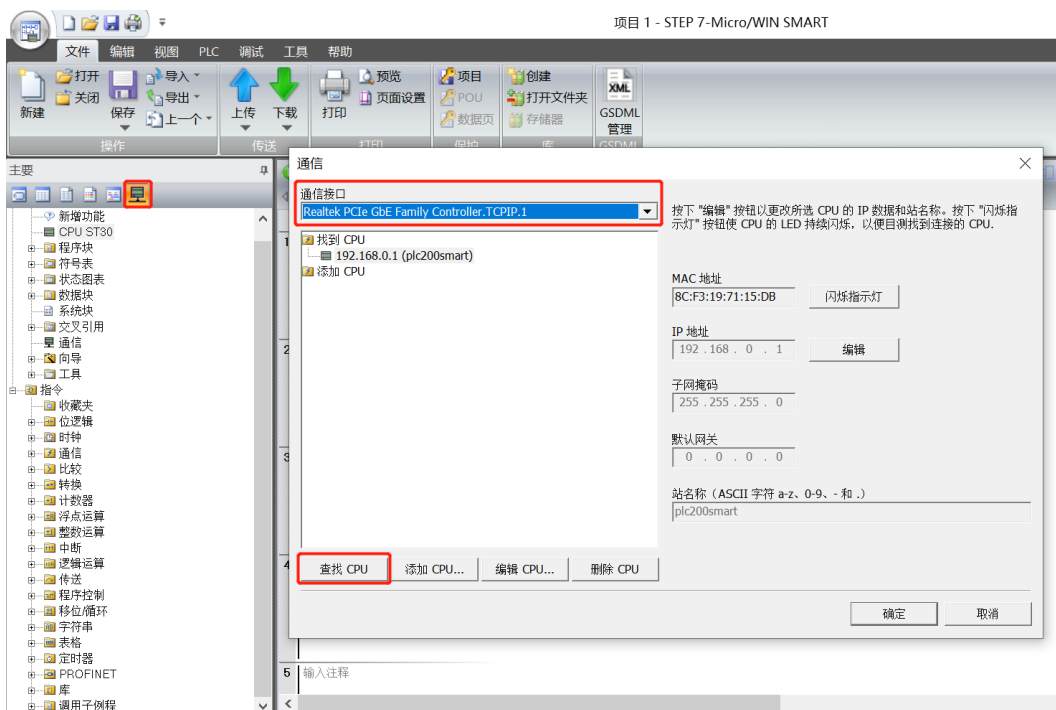 项目 1 - STEP 7-Micro/WIN SMART
文件 编辑 视图 PLC 调试 工具 帮助
新建 打开 关闭 保存 导入 导出 上一个
上传 下载
打印 预览 页面设置
项目 POU 数据页
创建 打开文件夹 存储器
XML GSDML 管理
操作 传送 打印 保护 库 GSDML
主要
新增功能
CPU ST30
程序块
符号表
状态图表
数据块
系统块
交叉引用
通信
向导
工具
指令
收藏夹
位逻辑
时钟
通信
比较
转换
计数器
浮点运算
整数运算
中断
逻辑运算
传送
程序控制
移位/循环
字符串
表格
定时器
PROFINET
库
调用子例程
1
2
3
4
5 输入注释
通信
通信接口
Realtek PCIe GbE Family Controller.TCPIP.1
找到 CPU
192.168.0.1 (plc200smart)
添加 CPU
查找 CPU 添加 CPU... 编辑 CPU... 删除 CPU
按下 "编辑" 按钮以更改所选 CPU 的 IP 数据和站名称。按下 "闪烁指
示灯" 按钮使 CPU 的 LED 持续闪烁，以便目测找到连接的 CPU.
MAC 地址
8C:F3:19:71:15:DB 闪烁指示灯
IP 地址
192 . 168 . 0 . 1 编辑
子网掩码
255 . 255 . 255 . 0
默认网关
0 . 0 . 0 . 0
站名称（ASCII 字符 a-z、0-9、- 和 .）
plc200smart
确定 取消